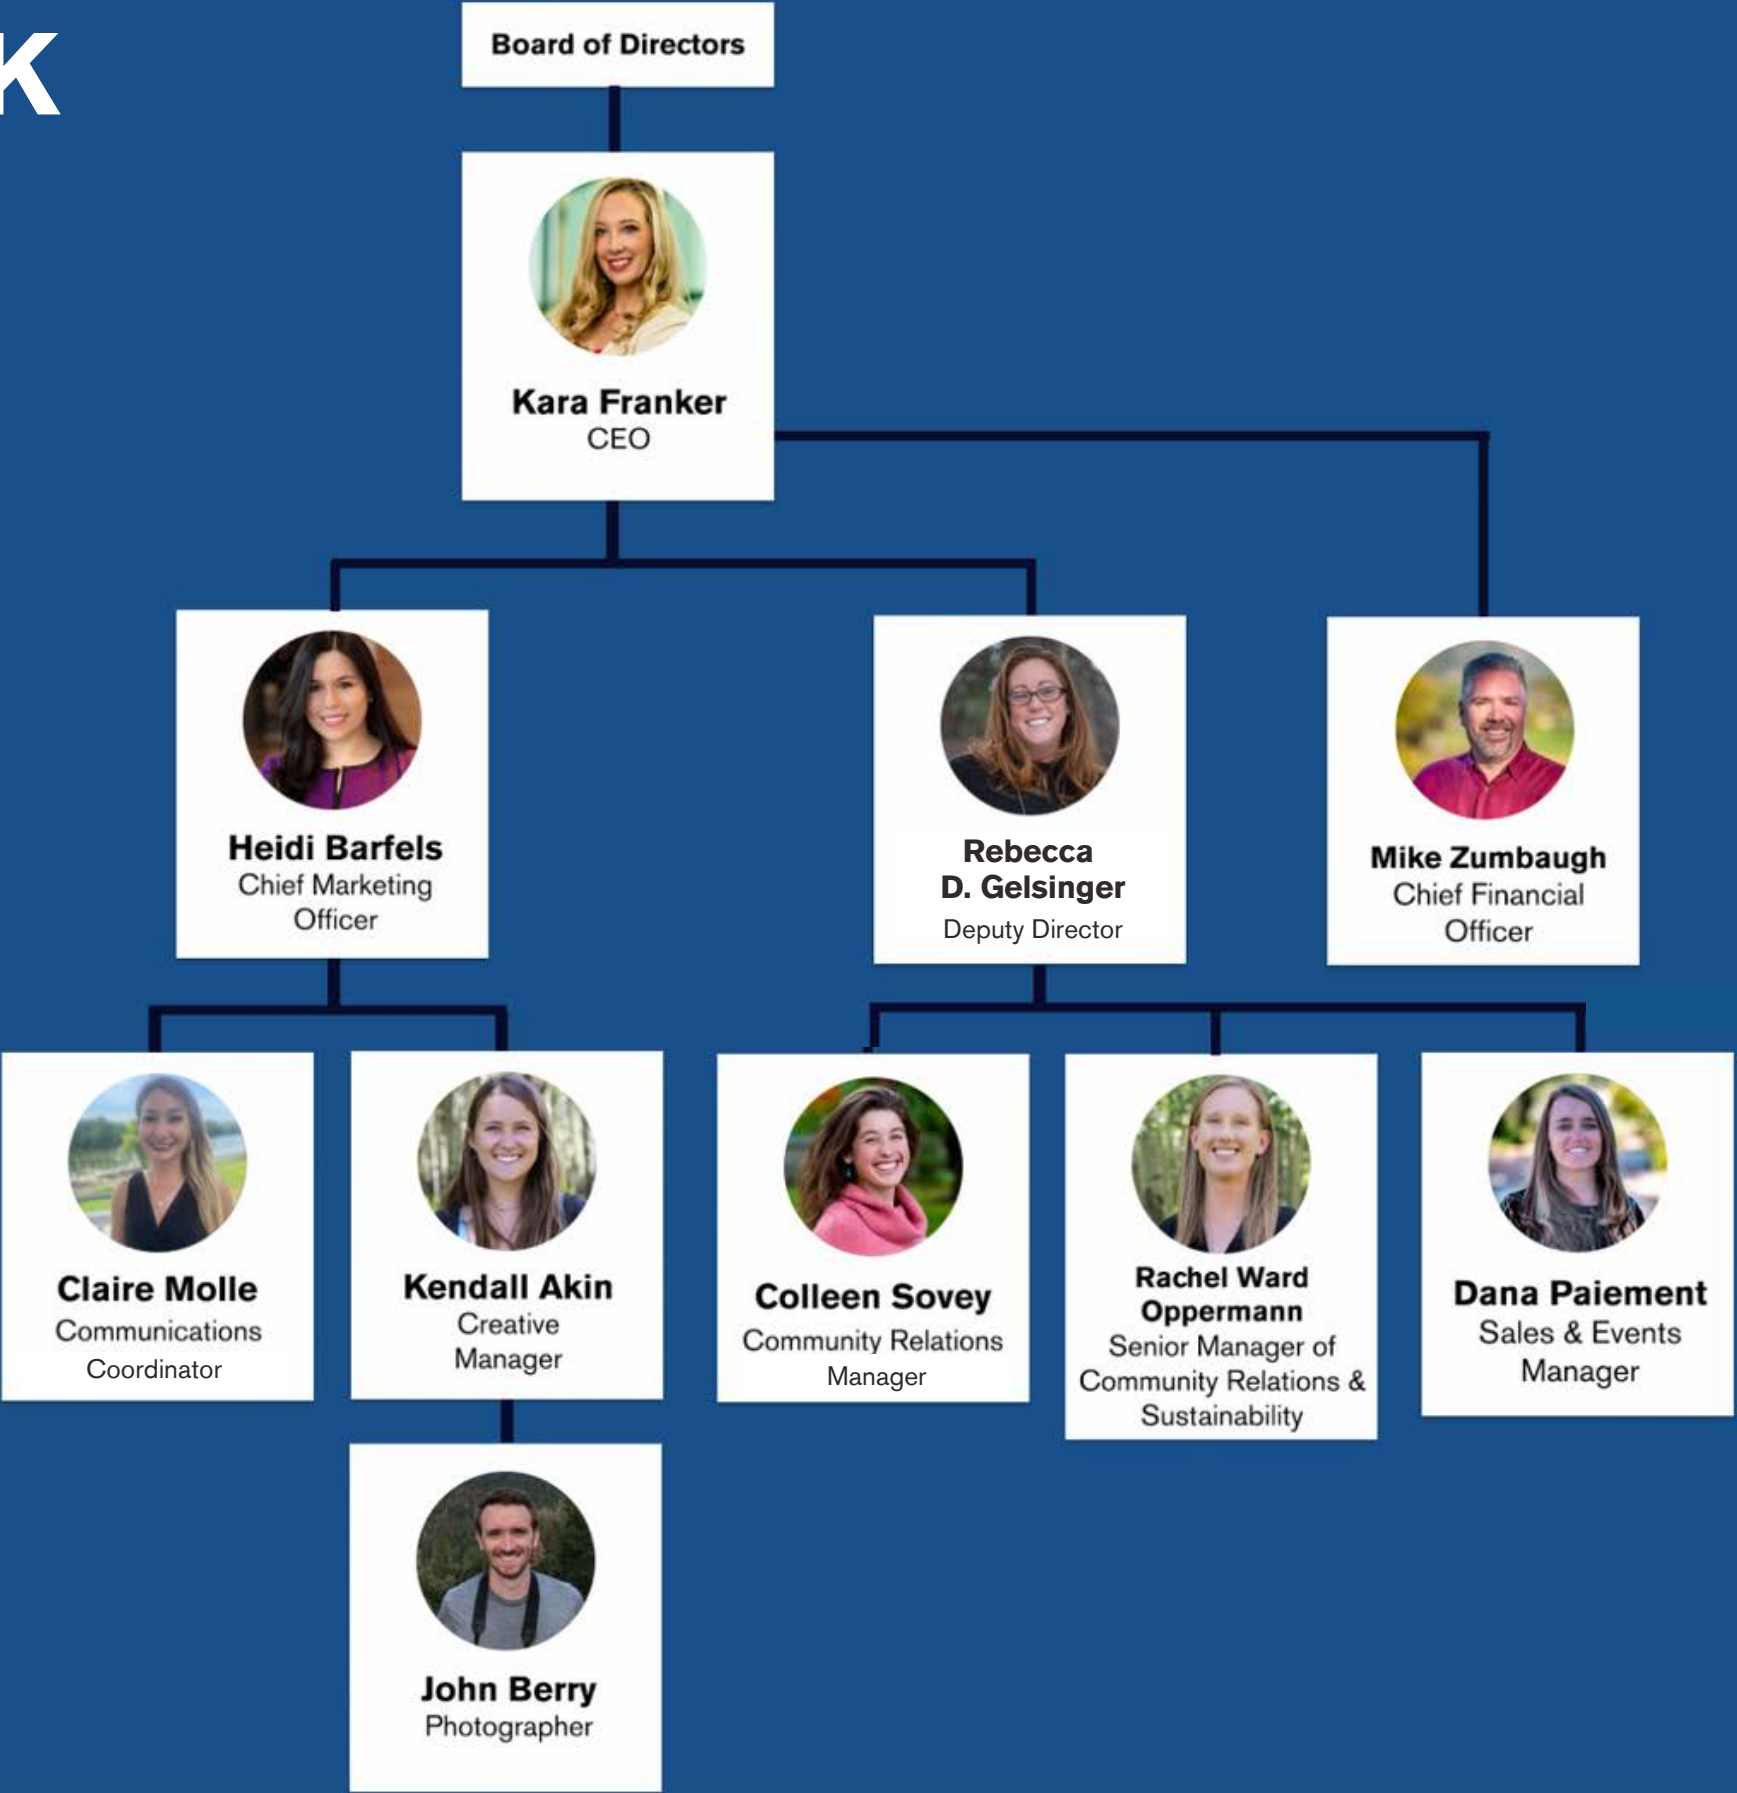 K
Board of Directors
Kara Franker
CEO
Heidi Barfels
Chief Marketing
Officer
Rebecca
D. Gelsinger
Deputy Director
Mike Zumbaugh
Chief Financial
Officer
Claire Molle
Communications
Coordinator
Kendall Akin
Creative
Manager
Colleen Sovey
Community Relations
Manager
Rachel Ward
Oppermann
Senior Manager of
Community Relations &
Sustainability
Dana Paiement
Sales & Events
Manager
John Berry
Photographer